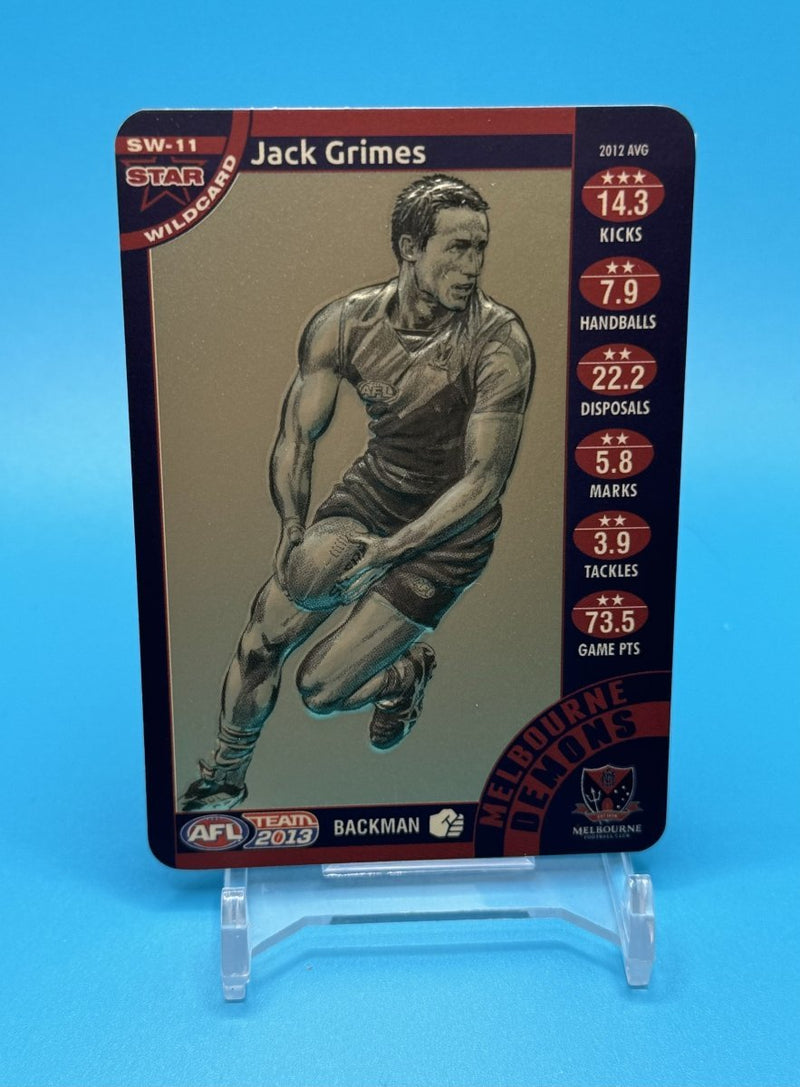 SW-11
STAR
WILDCARD
Jack Grimes
2012 AVG
14.3
KICKS
7.9
HANDBALLS
22.2
DISPOSALS
5.8
MARKS
3.9
TACKLES
73.5
GAME PTS
AFL
MELBOURNE
DEMONS
AFL
TEAM
2013
BACKMAN
MELBOURNE
FOOTBALL CLUB